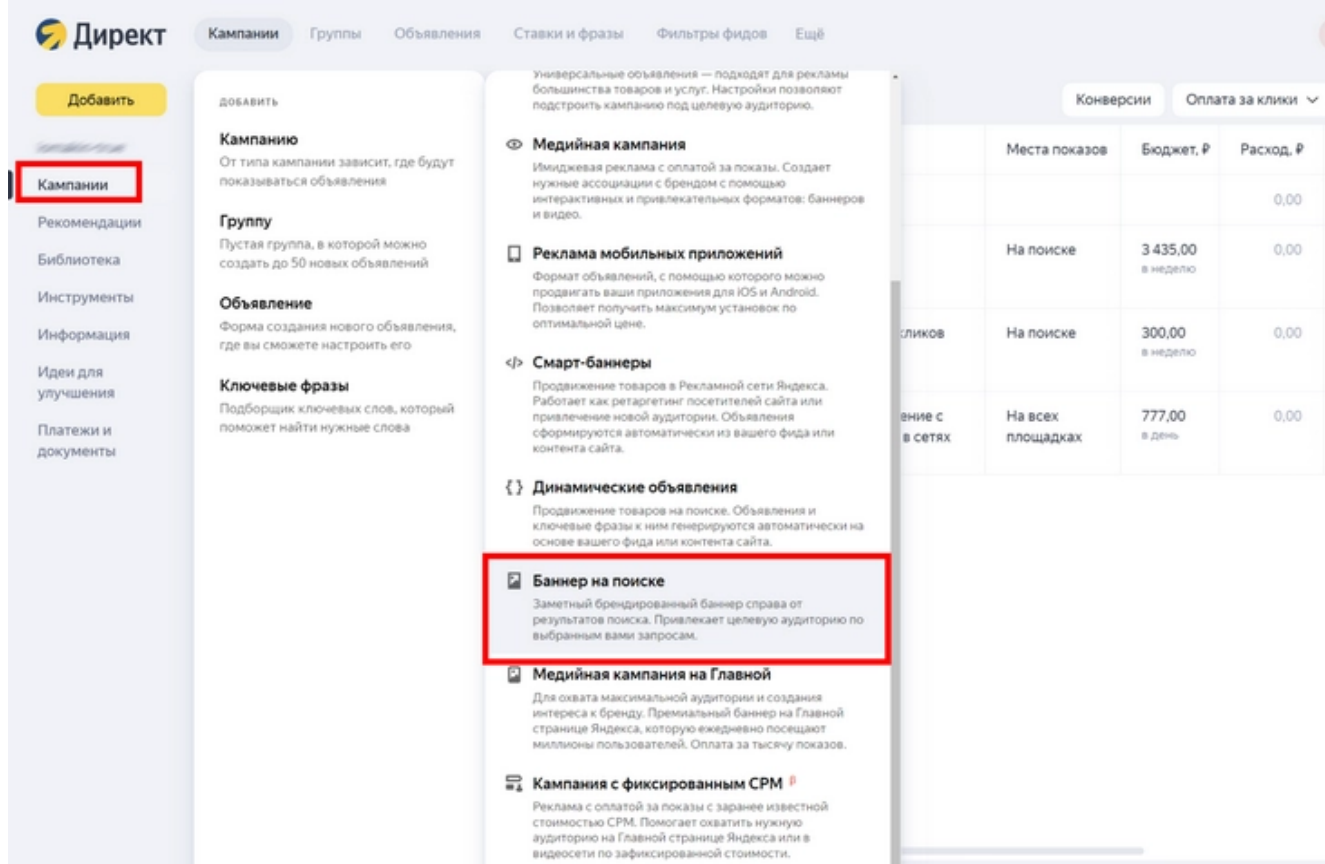 Директ
Кампании
Группы
Объявления
Ставки и фразы
Фильтры фидов
Ещё
Добавить
Кампании
Рекомендации
Библиотека
Инструменты
Информация
Идеи для
улучшения
Платежи и
документы
ДОБАВИТЬ
Кампанию
От типа кампании зависит, где будут
показываться объявления
Группу
Пустая группа, в которой можно
создать до 50 новых объявлений
Объявление
Форма создания нового объявления,
где вы сможете настроить его
Ключевые фразы
Подборщик ключевых слов, который
поможет найти нужные слова
Универсальные объявления — подходят для рекламы
большинства товаров и услуг. Настройки позволяют
подстроить кампанию под целевую аудиторию.
Медийная кампания
Имиджевая реклама с оплатой за показы. Создает
нужные ассоциации с брендом с помощью
интерактивных и привлекательных форматов: баннеров
и видео.
Реклама мобильных приложений
Формат объявлений, с помощью которого можно
продвигать ваши приложения для iOS и Android.
Позволяет получить максимум установок по
оптимальной цене.
Смарт-баннеры
Продвижение товаров в Рекламной сети Яндекса.
Работает как ретаргетинг посетителей сайта или
привлечение новой аудитории. Объявления
сформируются автоматически из вашего фида или
контента сайта.
Динамические объявления
Продвижение товаров на поиске. Объявления и
ключевые фразы к ним генерируются автоматически на
основе вашего фида или контента сайта.
Баннер на поиске
Заметный брендированный баннер справа от
результатов поиска. Привлекает целевую аудиторию по
выбранным вами запросам.
Медийная кампания на Главной
Для охвата максимальной аудитории и создания
интереса к бренду. Премиальный баннер на Главной
странице Яндекса, которую ежедневно посещают
миллионы пользователей. Оплата за тысячу показов.
Кампания с фиксированным CPM β
Реклама с оплатой за показы с заранее известной
стоимостью CPM. Помогает охватить нужную
аудиторию на Главной странице Яндекса или в
видеосети по зафиксированной стоимости.
Конверсии
Оплата за клики
Места показов
Бюджет, ₽
Расход, ₽
0,00
На поиске
3 435,00
в неделю
0,00
кликов
На поиске
300,00
в неделю
0,00
ение с
в сетях
На всех
площадках
777,00
в день
0,00